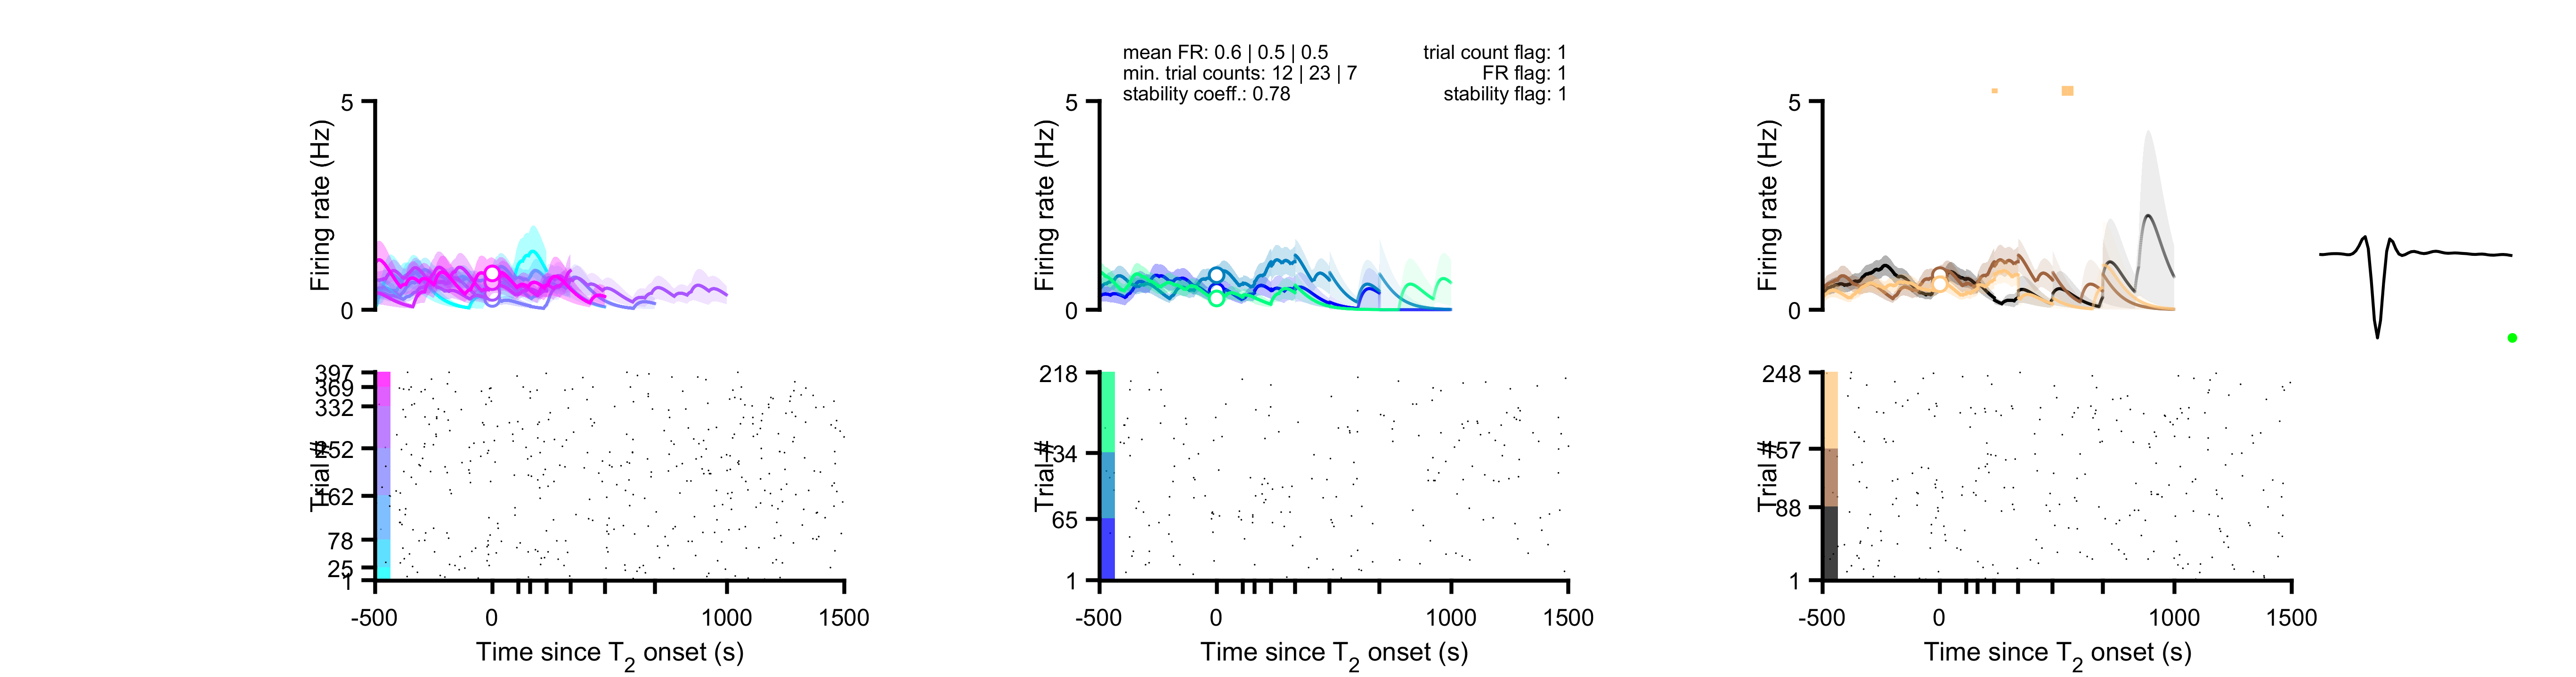 mean FR: 0.6 | 0.5 | 0.5
min. trial counts: 12 | 23 | 7
stability coeff.: 0.78
trial count flag: 1
FR flag: 1
stability flag: 1
5
0
Firing rate (Hz)
397
369
332
252
162
78
25
1
Trial #
-500 0 1000 1500
Time since T2 onset (s)
5
0
Firing rate (Hz)
218
134
65
1
Trial #
-500 0 1000 1500
Time since T2 onset (s)
5
0
Firing rate (Hz)
248
157
88
1
Trial #
-500 0 1000 1500
Time since T2 onset (s)